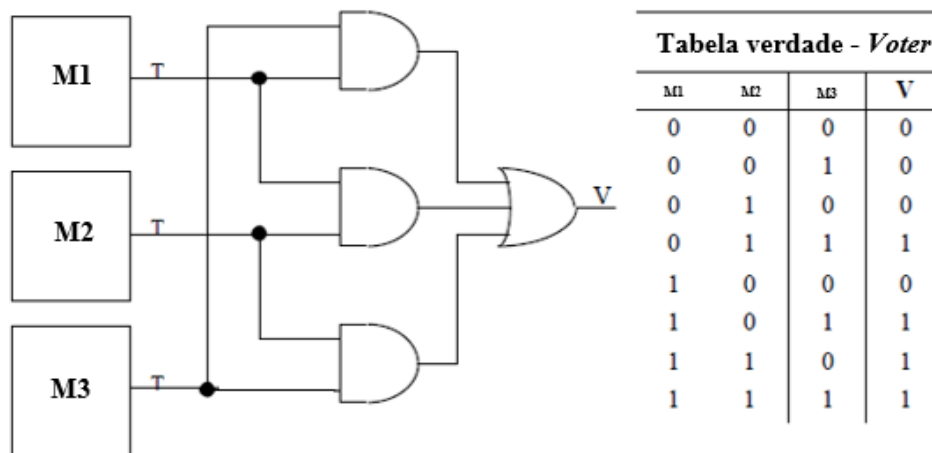 M1
T
M2
T
M3
T
V
Tabela verdade - Voter
M1 M2 M3 V
0 0 0 0
0 0 1 0
0 1 0 0
0 1 1 1
1 0 0 0
1 0 1 1
1 1 0 1
1 1 1 1